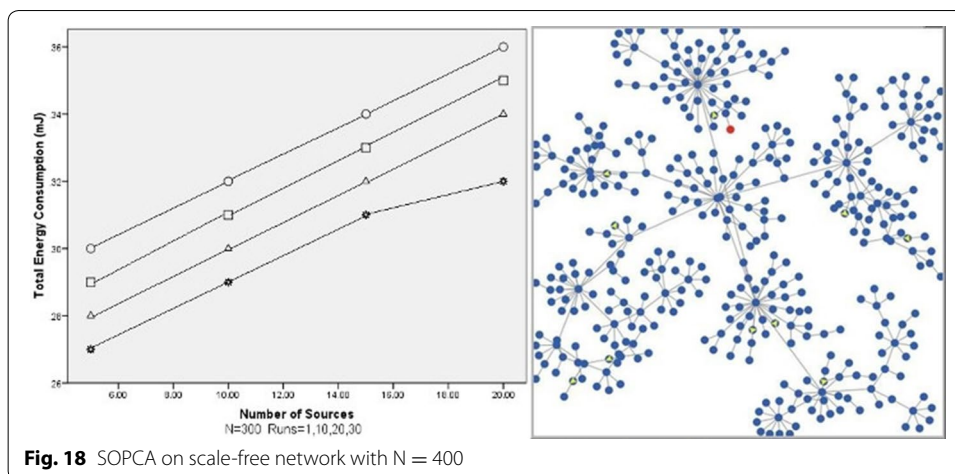 36
34
32
30
28
26
Total Energy Consumption (mJ)
6.00 8.00 10.00 12.00 14.00 16.00 18.00 20.00
Number of Sources
N=300 Runs=1,10,20,30
Fig. 18 SOPCA on scale-free network with N = 400